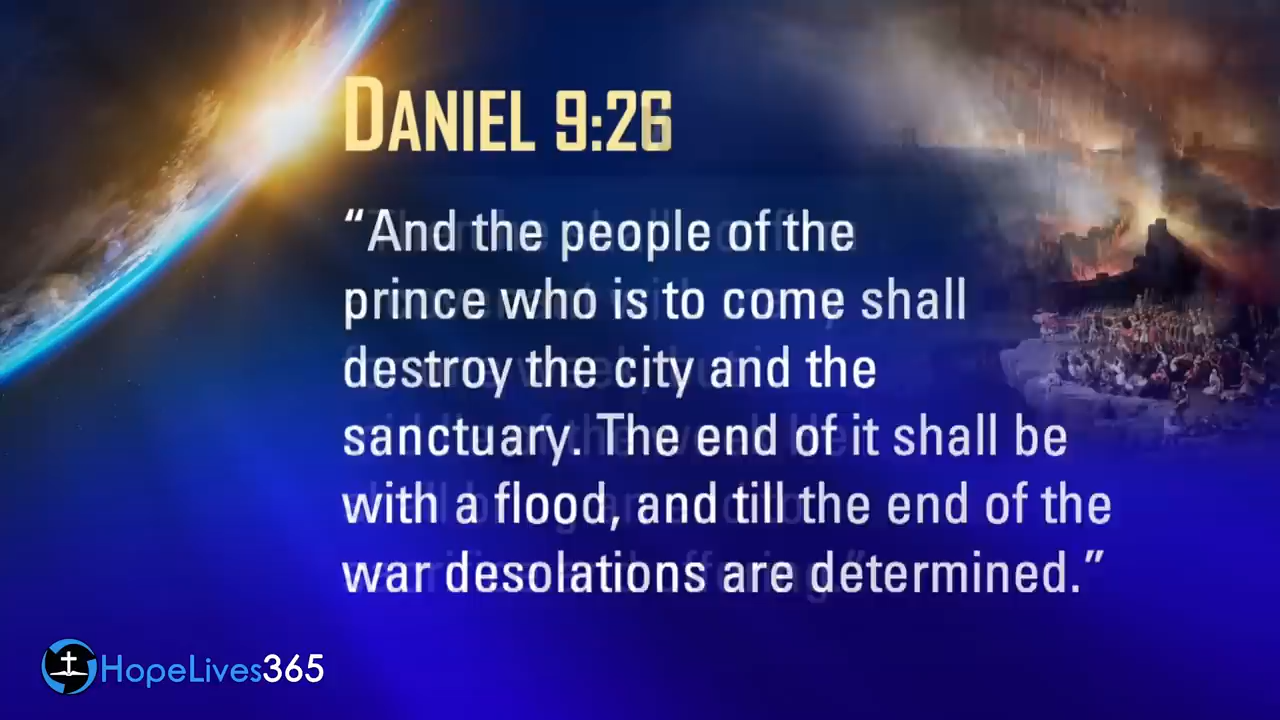 DANIEL 9:26
“And the people of the
prince who is to come shall
destroy the city and the
sanctuary. The end of it shall be
with a flood, and till the end of the
war desolations are determined.”
HopeLives365